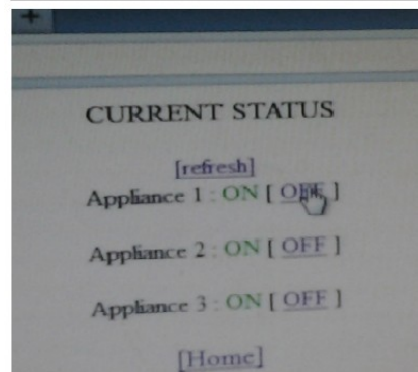 CURRENT STATUS
[refresh]
Appliance 1 : ON [ OFF ]
Appliance 2 : ON [ OFF ]
Appliance 3 : ON [ OFF ]
[Home]